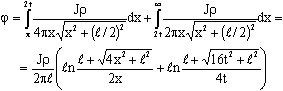 φ = ∫ₓ^{2t} Jρ / (4πx√(x² + (ℓ/2)²)) dx + ∫_{2t}^{∞} Jρ / (2πx√(x² + (ℓ/2)²)) dx =
= Jρ / (2πℓ) (ℓn (ℓ + √(4x² + ℓ²)) / (2x) + ℓn (ℓ + √(16t² + ℓ²)) / (4t))